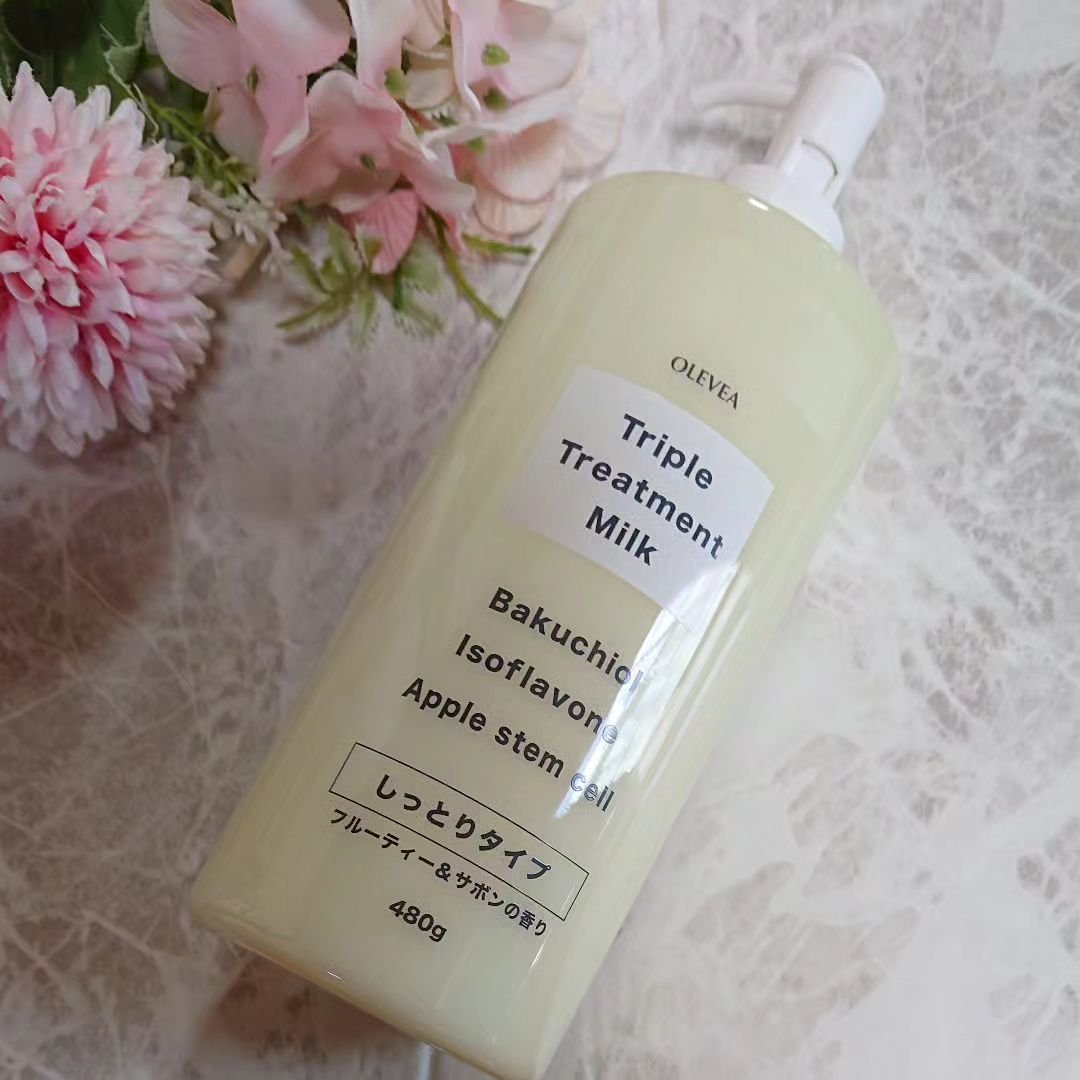 OLEVEA
Triple
Treatment
Milk
Bakuchiol
Isoflavone
Apple stem cell
しっとりタイプ
フルーティー&サボンの香り
480g